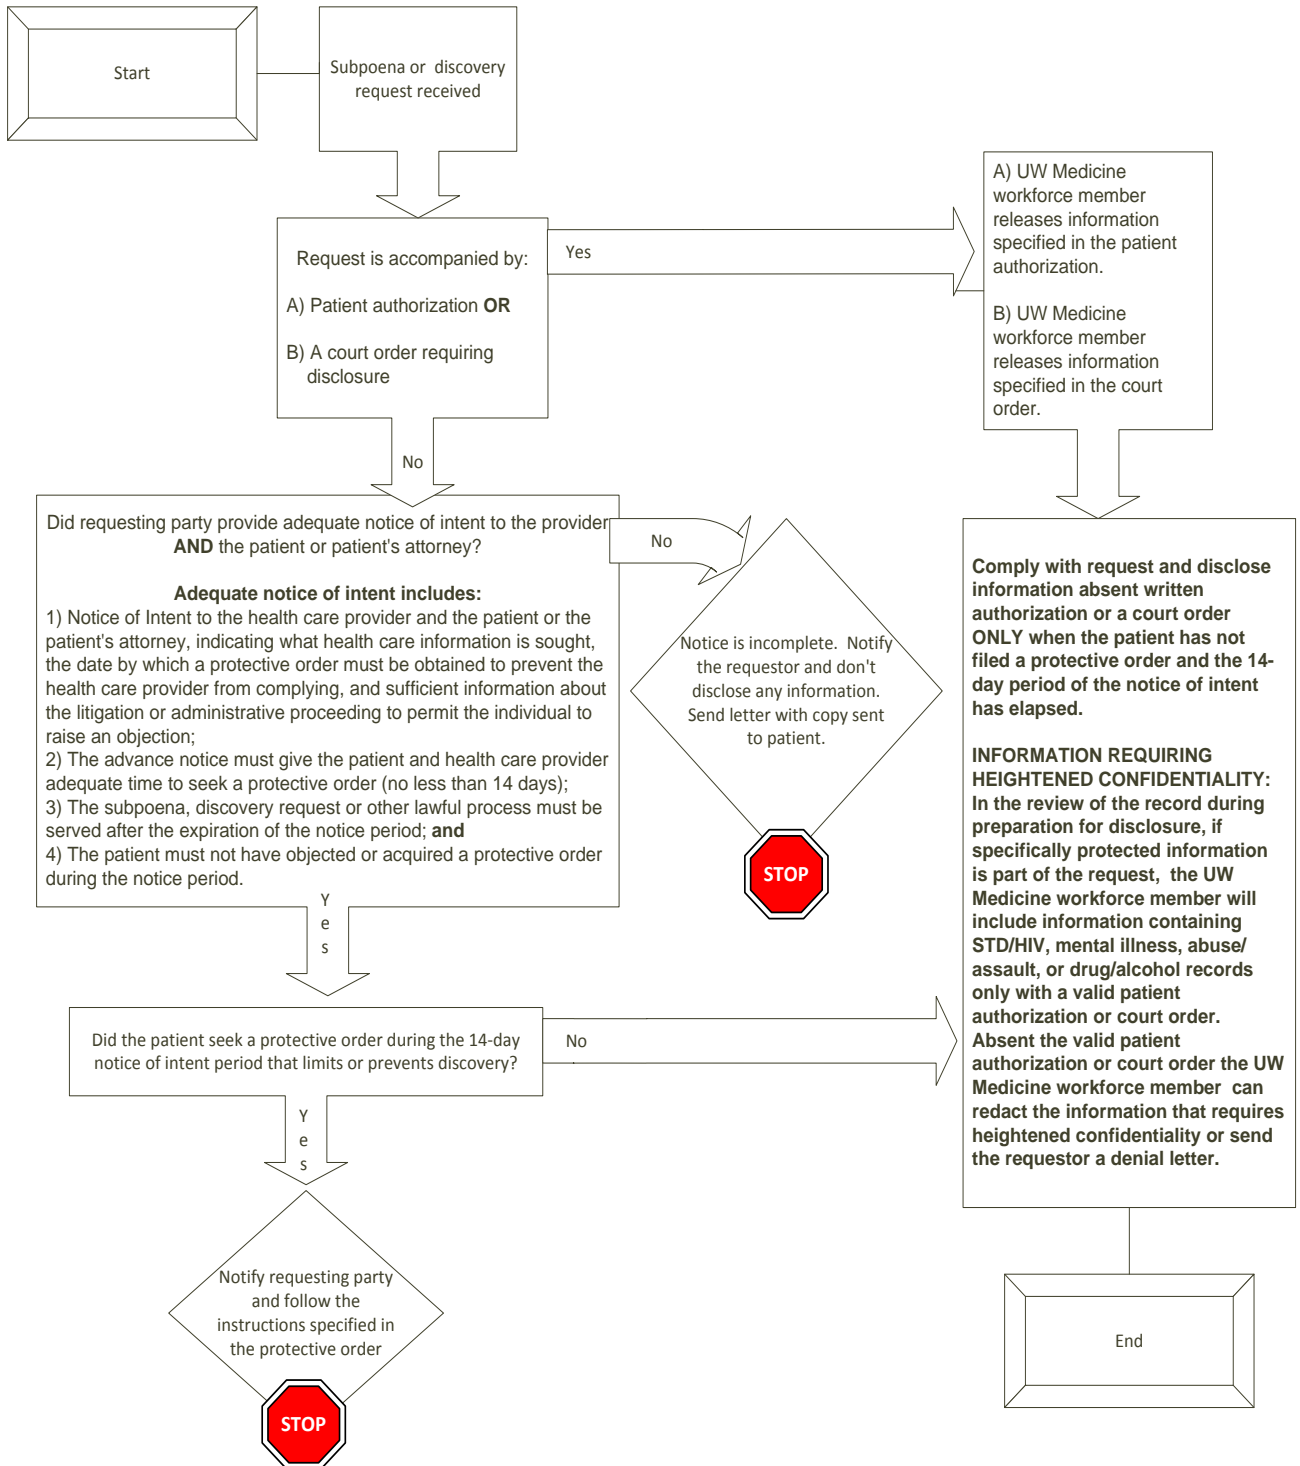 Start
Subpoena or  discovery
request received
Request is accompanied by:
A) Patient authorization OR
B) A court order requiring
disclosure
Yes
A) UW Medicine
workforce member
releases information
specified in the patient
authorization.
B) UW Medicine
workforce member
releases information
specified in the court
order.
No
Did requesting party provide adequate notice of intent to the provider
AND the patient or patient's attorney?
Adequate notice of intent includes:
1) Notice of Intent to the health care provider and the patient or the
patient's attorney, indicating what health care information is sought,
the date by which a protective order must be obtained to prevent the
health care provider from complying, and sufficient information about
the litigation or administrative proceeding to permit the individual to
raise an objection;
2) The advance notice must give the patient and health care provider
adequate time to seek a protective order (no less than 14 days);
3) The subpoena, discovery request or other lawful process must be
served after the expiration of the notice period; and
4) The patient must not have objected or acquired a protective order
during the notice period.
No
Notice is incomplete.  Notify
the requestor and don't
disclose any information.
Send letter with copy sent
to patient.
STOP
Comply with request and disclose
information absent written
authorization or a court order
ONLY when the patient has not
filed a protective order and the 14-
day period of the notice of intent
has elapsed.
INFORMATION REQUIRING
HEIGHTENED CONFIDENTIALITY:
In the review of the record during
preparation for disclosure, if
specifically protected information
is part of the request,  the UW
Medicine workforce member will
include information containing
STD/HIV, mental illness, abuse/
assault, or drug/alcohol records
only with a valid patient
authorization or court order.
Absent the valid patient
authorization or court order the UW
Medicine workforce member  can
redact the information that requires
heightened confidentiality or send
the requestor a denial letter.
Y
e
s
Did the patient seek a protective order during the 14-day
notice of intent period that limits or prevents discovery?
No
Y
e
s
Notify requesting party
and follow the
instructions specified in
the protective order
STOP
End